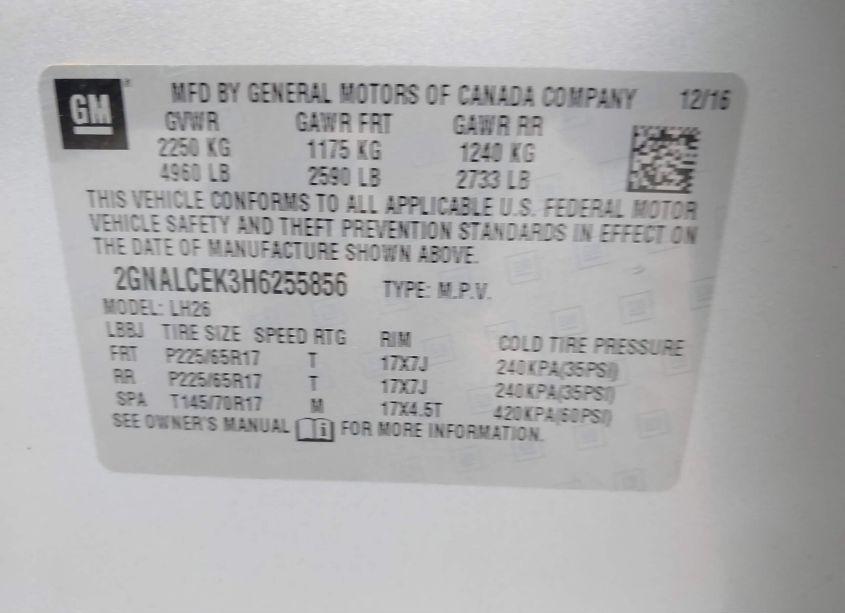 GM
MFD BY GENERAL MOTORS OF CANADA COMPANY 12/16
GVWR GAWR FRT GAWR RR
2250 KG 1175 KG 1240 KG
4960 LB 2590 LB 2733 LB
THIS VEHICLE CONFORMS TO ALL APPLICABLE U.S. FEDERAL MOTOR
VEHICLE SAFETY AND THEFT PREVENTION STANDARDS IN EFFECT ON
THE DATE OF MANUFACTURE SHOWN ABOVE.
2GNALCEK3H6255856 TYPE: M.P.V.
MODEL: LH26
LBBJ TIRE SIZE SPEED RTG RIM COLD TIRE PRESSURE
FRT P225/65R17 T 17X7J 240KPA(35PSI)
RR P225/65R17 T 17X7J 240KPA(35PSI)
SPA T145/70R17 M 17X4.5T 420KPA(60PSI)
SEE OWNER'S MANUAL FOR MORE INFORMATION.